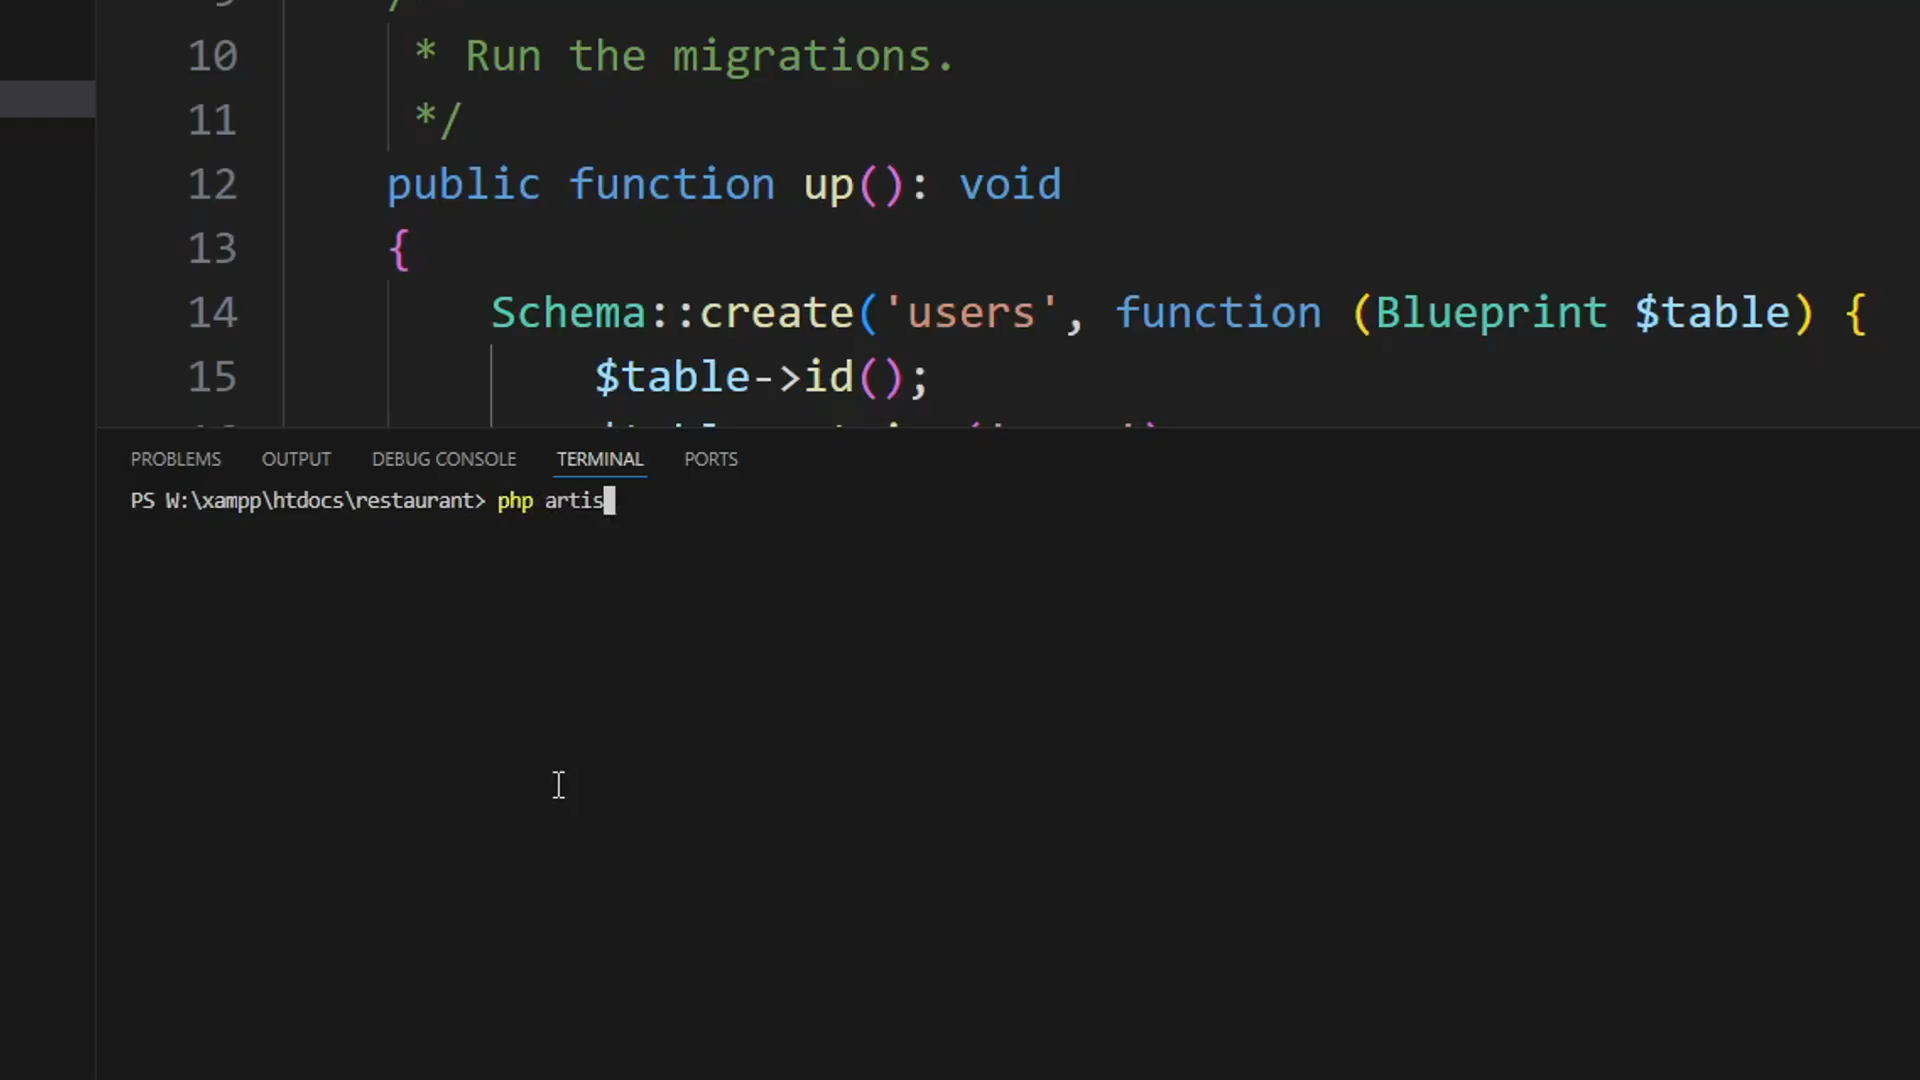 10 * Run the migrations.
11 */
12 public function up(): void
13 {
14 Schema::create('users', function (Blueprint $table) {
15 $table->id();
PROBLEMS OUTPUT DEBUG CONSOLE TERMINAL PORTS
PS W:\xampp\htdocs\restaurant> php artis